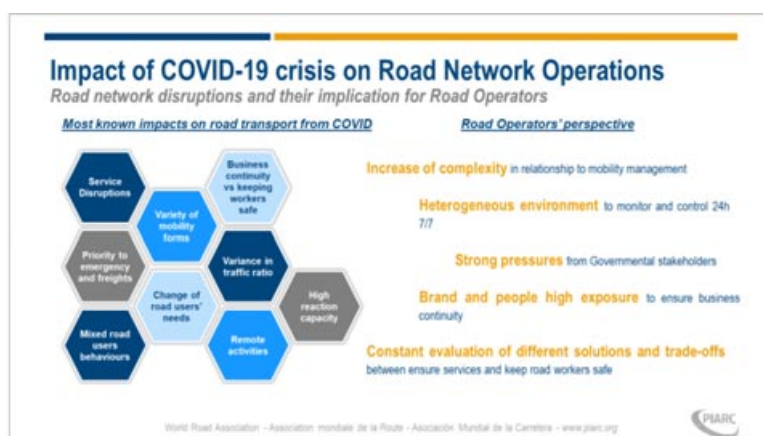 Impact of COVID-19 crisis on Road Network Operations
Road network disruptions and their implication for Road Operators
Most known impacts on road transport from COVID
Service
Disruptions
Priority to
emergency
and freights
Mixed road
users
behaviours
Variety of
mobility
forms
Change of
road users'
needs
Business
continuity
vs keeping
workers
safe
Variance in
traffic ratio
Remote
activities
High
reaction
capacity
Road Operators' perspective
Increase of complexity in relationship to mobility management
Heterogeneous environment to monitor and control 24h
7/7
Strong pressures from Governmental stakeholders
Brand and people high exposure to ensure business
continuity
Constant evaluation of different solutions and trade-offs
between ensure services and keep road workers safe
World Road Association - Association mondiale de la Route - Asociación Mundial de la Carretera - www.piarc.org
PIARC